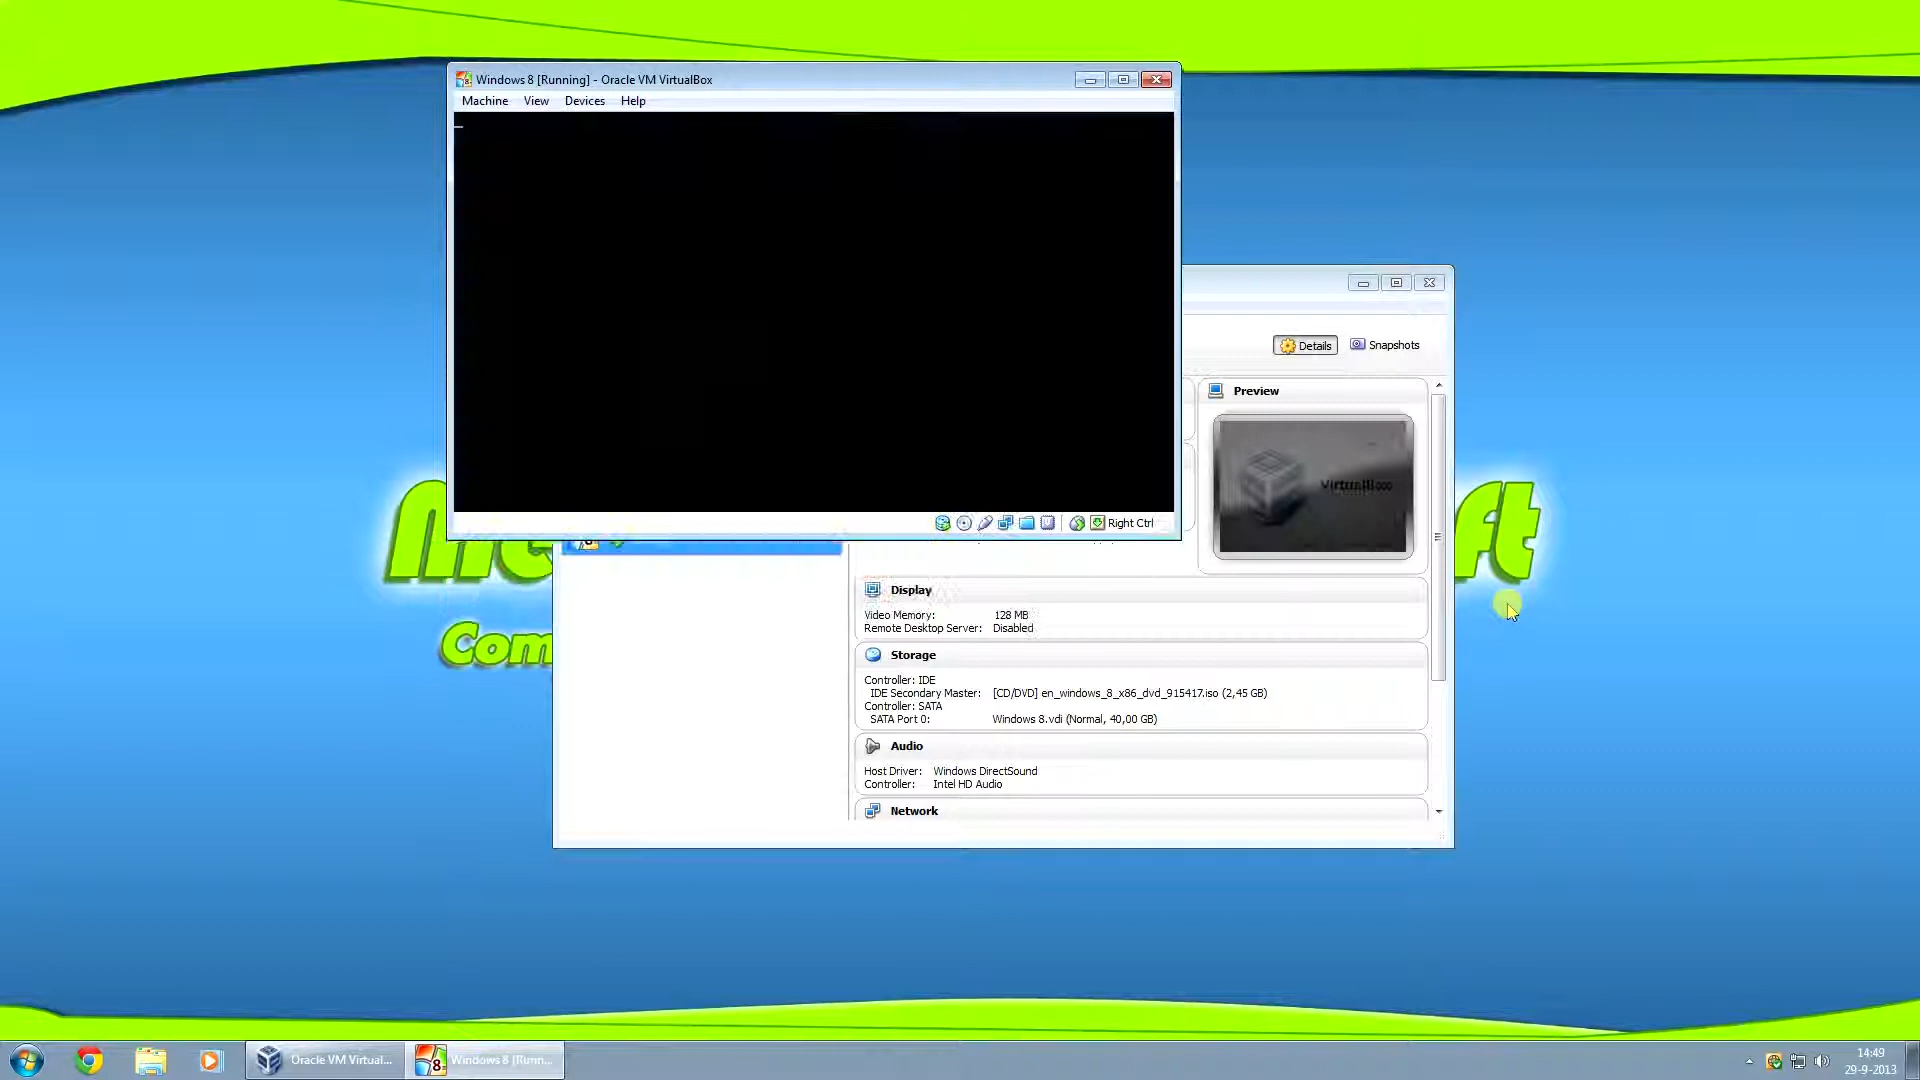 Windows 8 [Running] - Oracle VM VirtualBox
Machine View Devices Help
Right Ctrl
Details
Snapshots
Preview
Display
Video Memory: 128 MB
Remote Desktop Server: Disabled
Storage
Controller: IDE
IDE Secondary Master: [CD/DVD] en_windows_8_x86_dvd_915417.iso (2,45 GB)
Controller: SATA
SATA Port 0: Windows 8.vdi (Normal, 40,00 GB)
Audio
Host Driver: Windows DirectSound
Controller: Intel HD Audio
Network
Com
Oracle VM Virtual...
Windows 8 [Runn...
14:49
29-9-2013